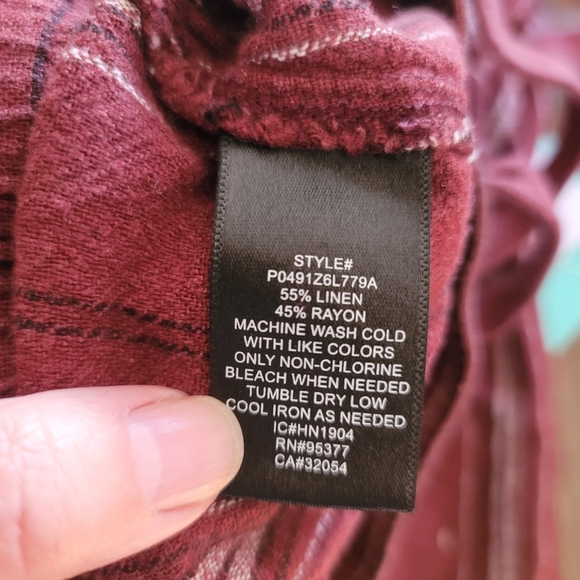 STYLE#
P0491Z6L779A
55% LINEN
45% RAYON
MACHINE WASH COLD
WITH LIKE COLORS
ONLY NON-CHLORINE
BLEACH WHEN NEEDED
TUMBLE DRY LOW
COOL IRON AS NEEDED
IC#HN1904
RN#95377
CA#32054